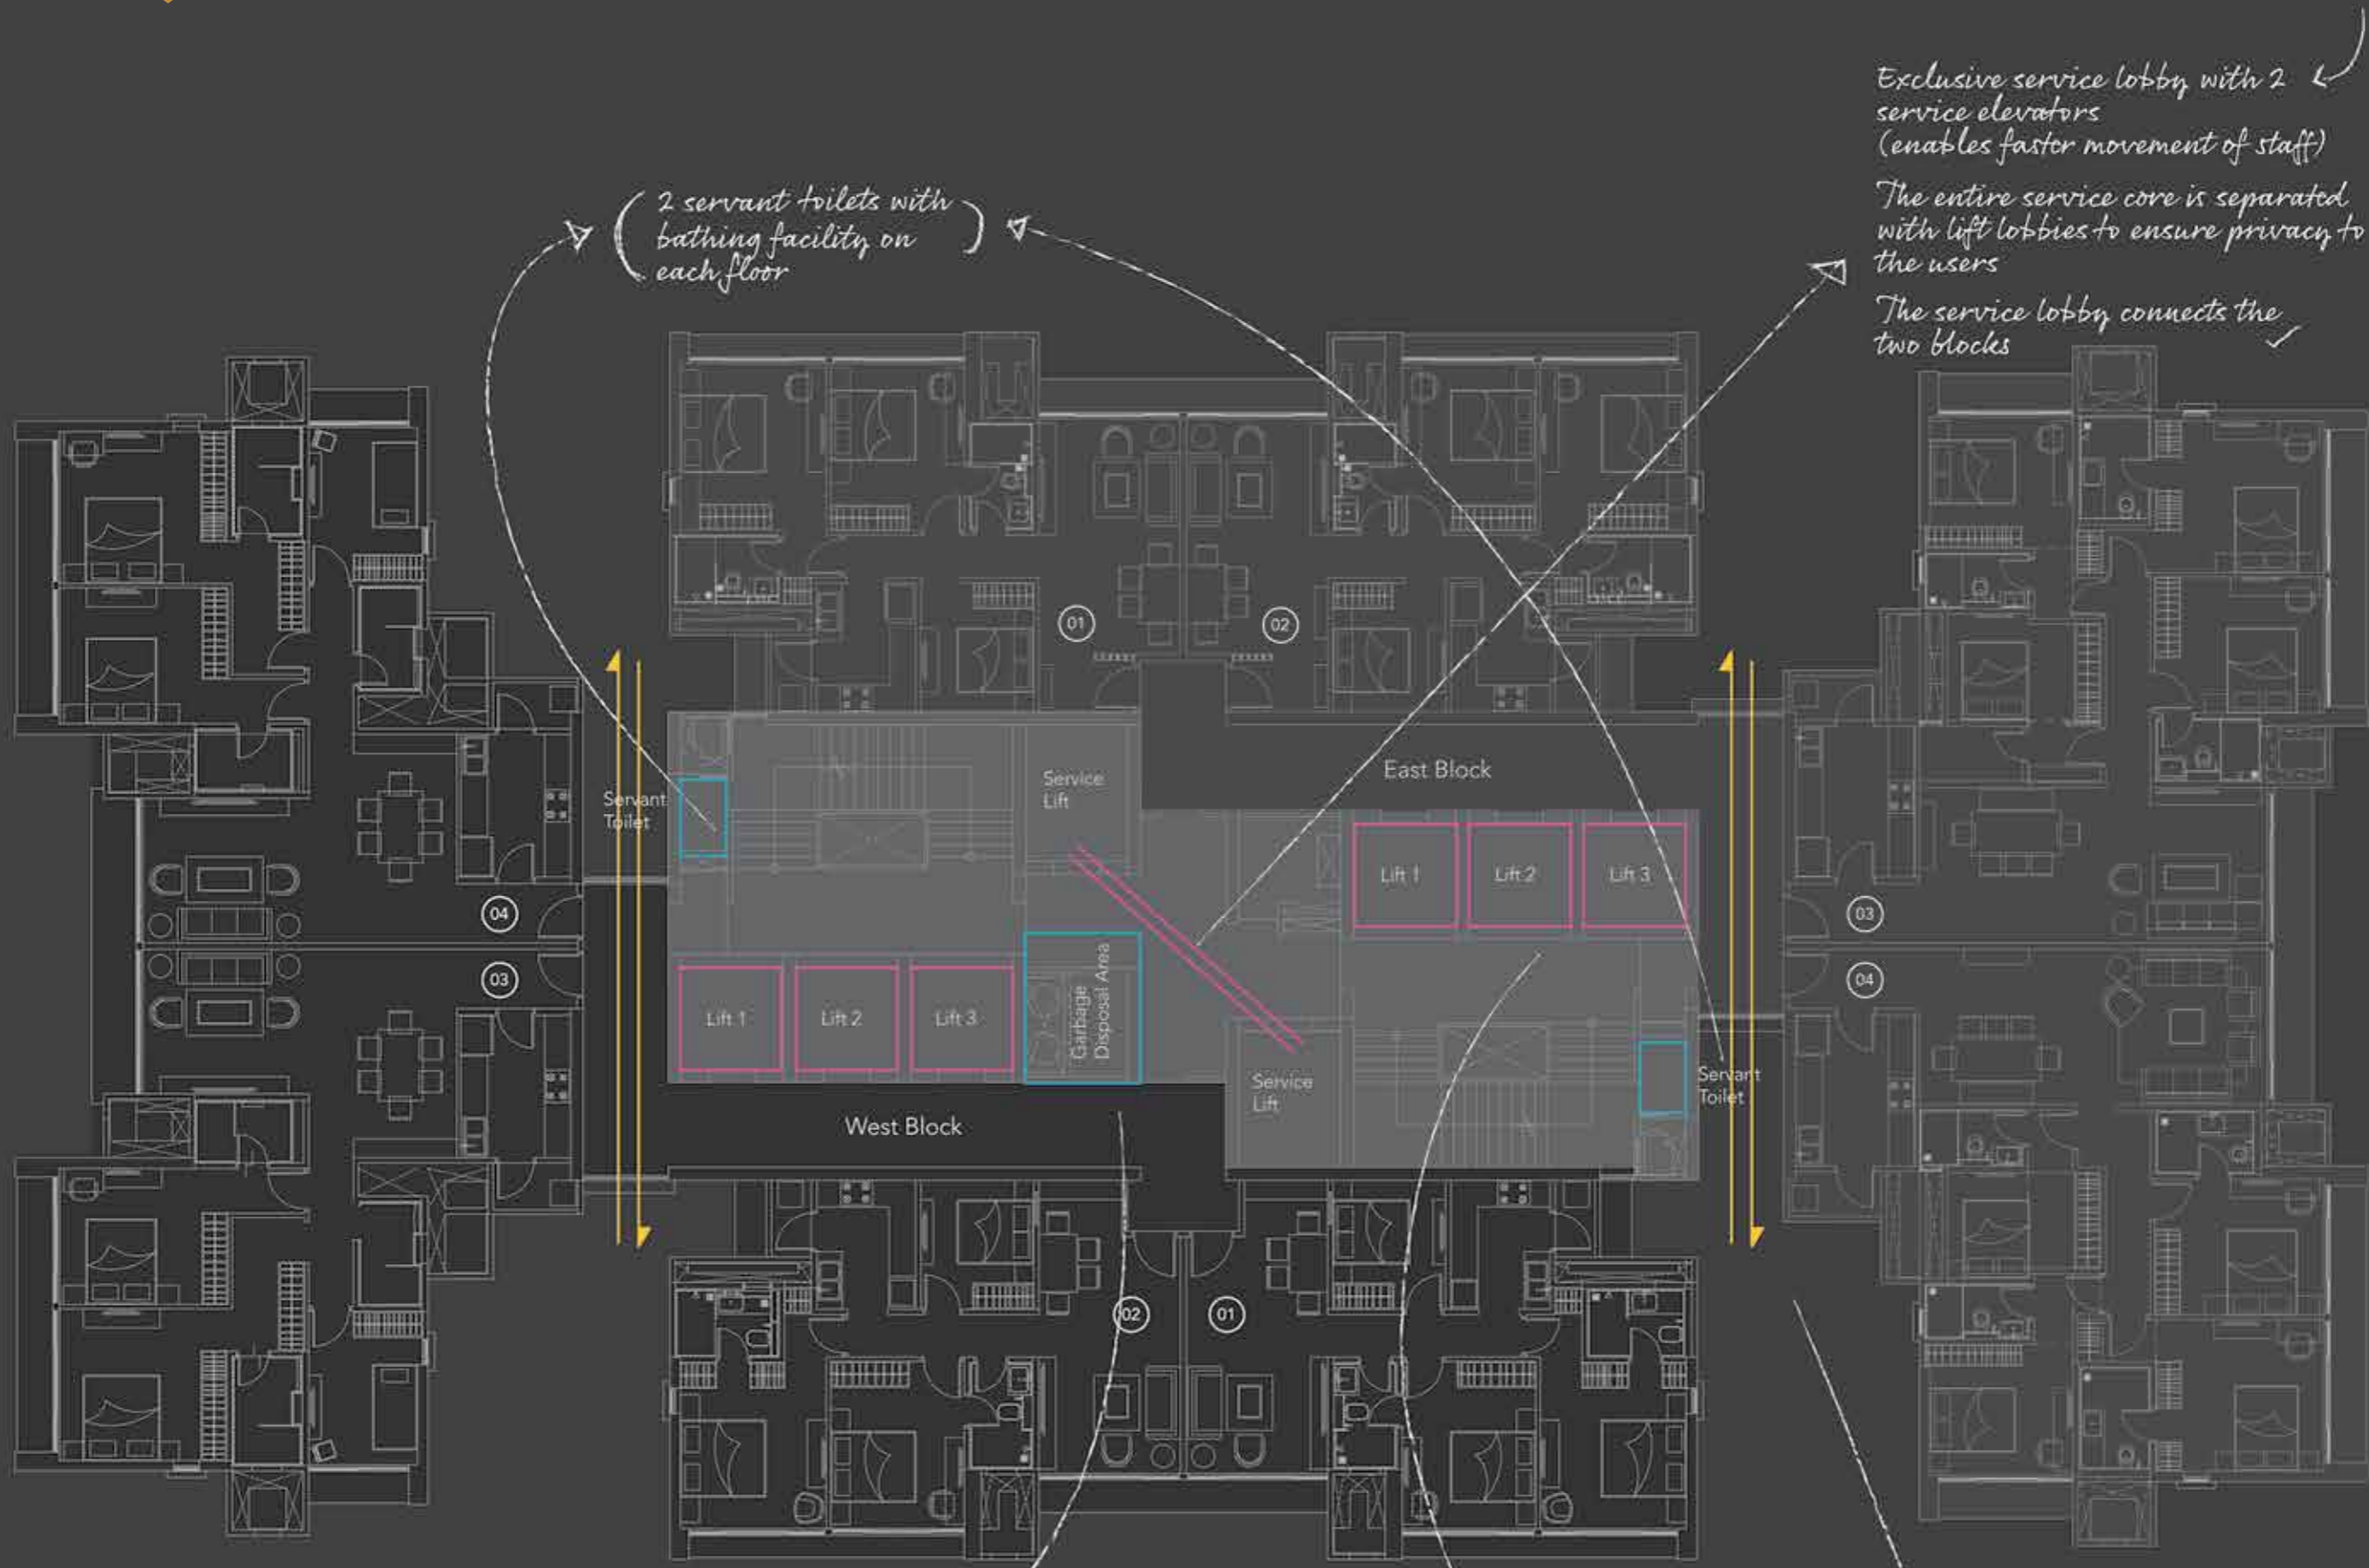 Exclusive service lobby with 2
service elevators
(enables faster movement of staff)
The entire service core is separated
with lift lobbies to ensure privacy to
the users
The service lobby connects the
two blocks
2 servant toilets with
bathing facility on
each floor
01
02
East Block
Service
Lift
Servant
Toilet
Lift 1
Lift 2
Lift 3
04
03
03
04
Garbage
Disposal Area
Lift 1
Lift 2
Lift 3
Service
Lift
Servant
Toilet
West Block
02
01